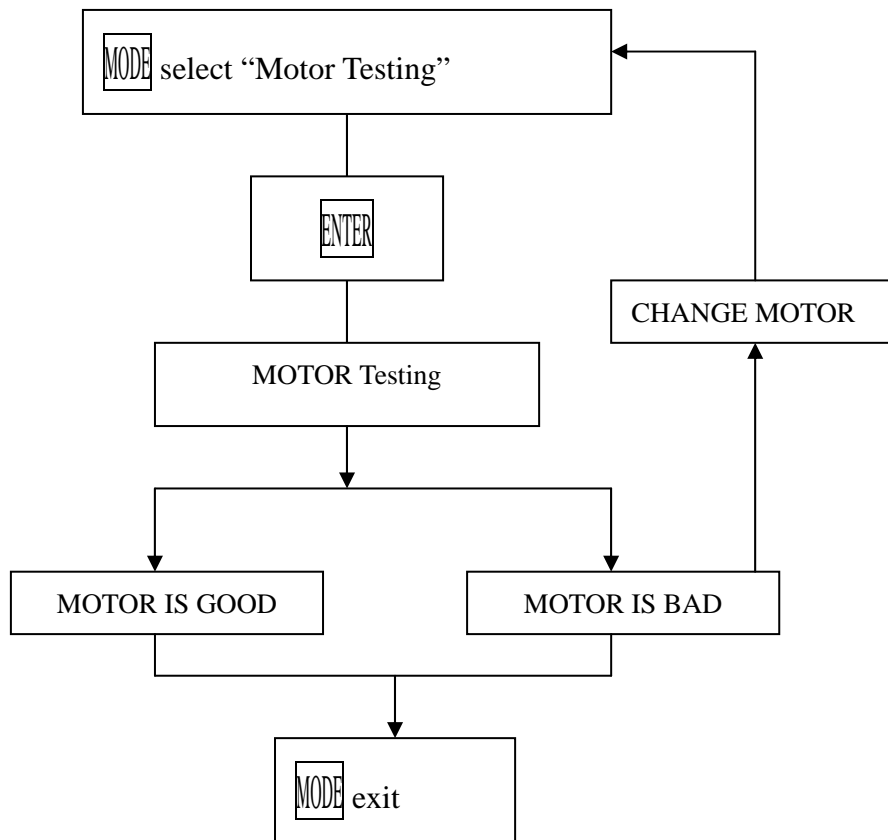 MODE select “Motor Testing”
ENTER
CHANGE MOTOR
MOTOR Testing
MOTOR IS GOOD
MOTOR IS BAD
MODE exit